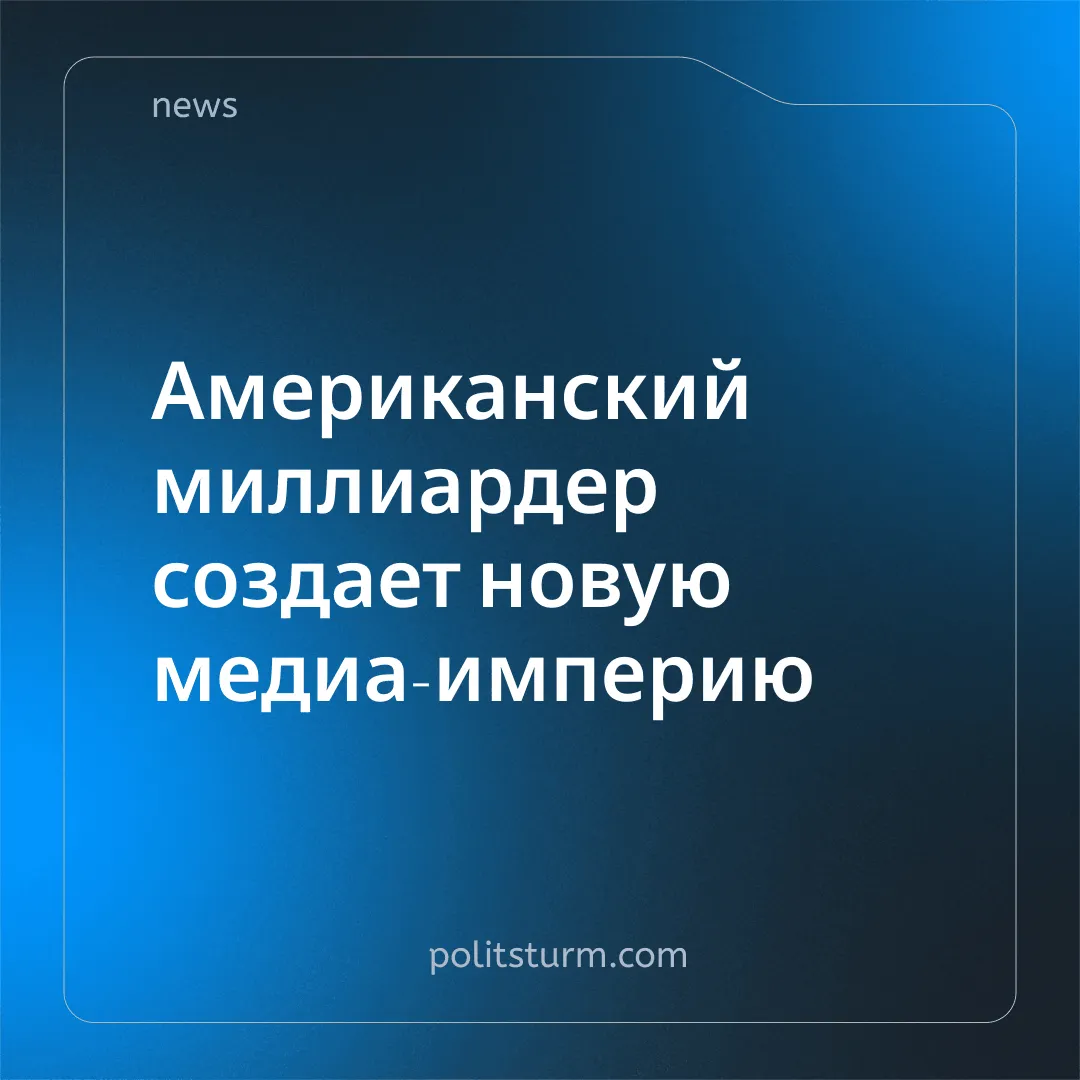 news
Американский
миллиардер
создает новую
медиа-империю
politsturm.com